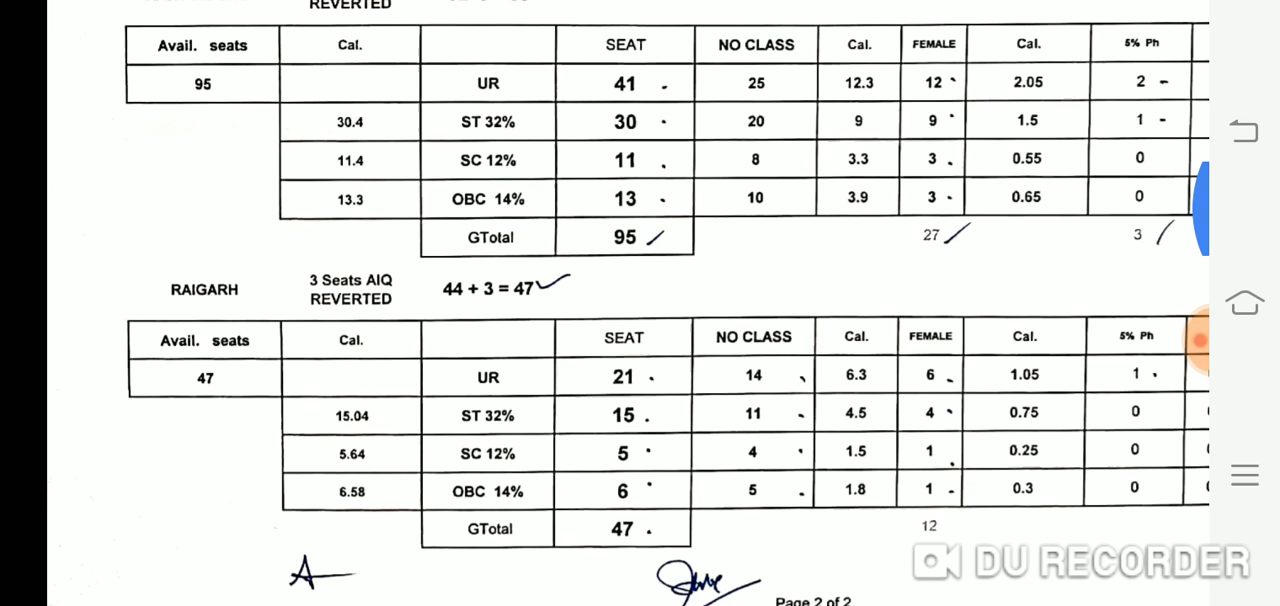 REVERTED
Avail. seats Cal. SEAT NO CLASS Cal. FEMALE Cal. 5% Ph
95 UR 41 25 12.3 12 2.05 2
30.4 ST 32% 30 20 9 9 1.5 1
11.4 SC 12% 11 8 3.3 3 0.55 0
13.3 OBC 14% 13 10 3.9 3 0.65 0
GTotal 95 27 3
RAIGARH 3 Seats AIQ REVERTED 44 + 3 = 47
Avail. seats Cal. SEAT NO CLASS Cal. FEMALE Cal. 5% Ph
47 UR 21 14 6.3 6 1.05 1
15.04 ST 32% 15 11 4.5 4 0.75 0
5.64 SC 12% 5 4 1.5 1 0.25 0
6.58 OBC 14% 6 5 1.8 1 0.3 0
GTotal 47 12
DU RECORDER
Page 2 of 2